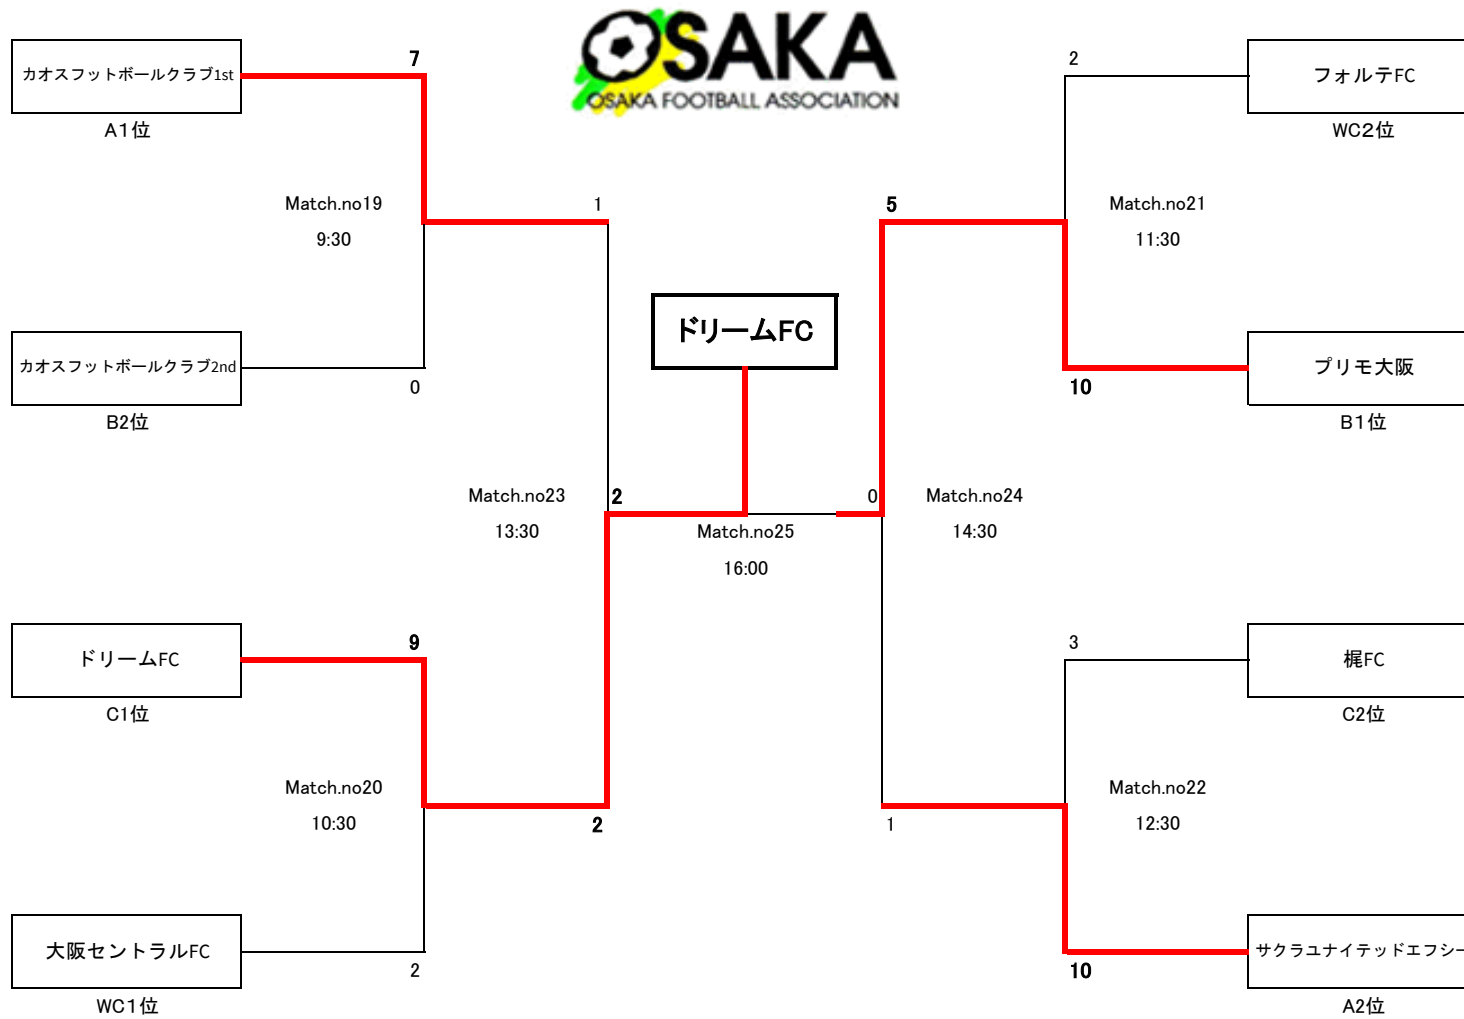 OSAKA
OSAKA FOOTBALL ASSOCIATION
カオスフットボールクラブ1st
A1位
7
2
フォルテFC
WC2位
Match.no19
9:30
1
5
Match.no21
11:30
ドリームFC
カオスフットボールクラブ2nd
B2位
0
10
プリモ大阪
B1位
Match.no23
13:30
2
Match.no25
16:00
0
Match.no24
14:30
ドリームFC
C1位
9
3
梶FC
C2位
Match.no20
10:30
2
1
Match.no22
12:30
大阪セントラルFC
WC1位
2
10
サクラユナイテッドエフシー
A2位